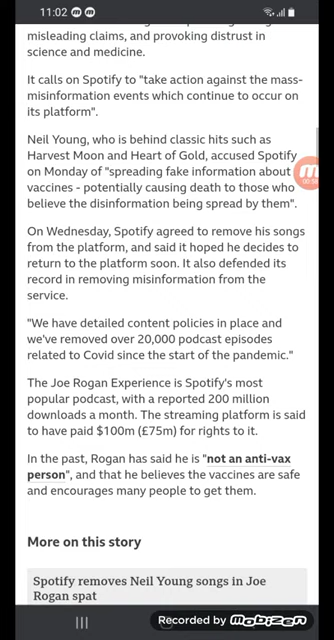 11:02
misleading claims, and provoking distrust in
science and medicine.
It calls on Spotify to "take action against the mass-
misinformation events which continue to occur on
its platform".
Neil Young, who is behind classic hits such as
Harvest Moon and Heart of Gold, accused Spotify
on Monday of "spreading fake information about
vaccines - potentially causing death to those who
believe the disinformation being spread by them".
On Wednesday, Spotify agreed to remove his songs
from the platform, and said it hoped he decides to
return to the platform soon. It also defended its
record in removing misinformation from the
service.
"We have detailed content policies in place and
we've removed over 20,000 podcast episodes
related to Covid since the start of the pandemic."
The Joe Rogan Experience is Spotify's most
popular podcast, with a reported 200 million
downloads a month. The streaming platform is said
to have paid $100m (£75m) for rights to it.
In the past, Rogan has said he is "not an anti-vax
person", and that he believes the vaccines are safe
and encourages many people to get them.
More on this story
Spotify removes Neil Young songs in Joe
Rogan spat
Recorded by Mobizen